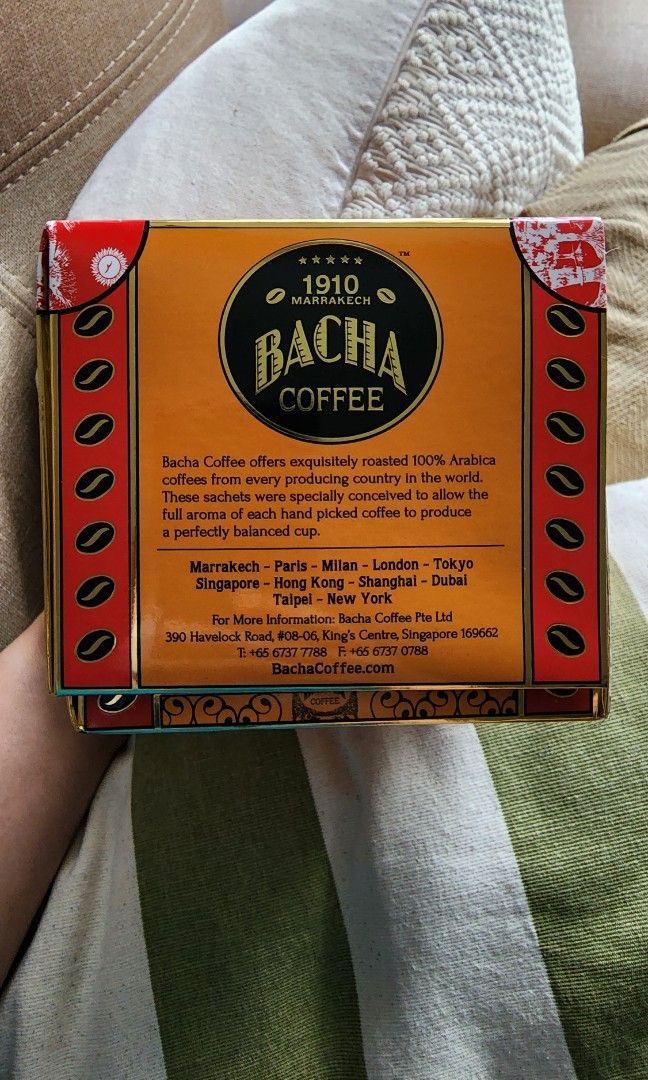 ★★★★★
1910
MARRAKECH
BACHA
COFFEE
™
Bacha Coffee offers exquisitely roasted 100% Arabica
coffees from every producing country in the world.
These sachets were specially conceived to allow the
full aroma of each hand picked coffee to produce
a perfectly balanced cup.
Marrakech - Paris - Milan - London - Tokyo
Singapore - Hong Kong - Shanghai - Dubai
Taipei - New York
For More Information: Bacha Coffee Pte Ltd
390 Havelock Road, #08-06, King's Centre, Singapore 169662
T: +65 6737 7788 F: +65 6737 0788
BachaCoffee.com
COFFEE